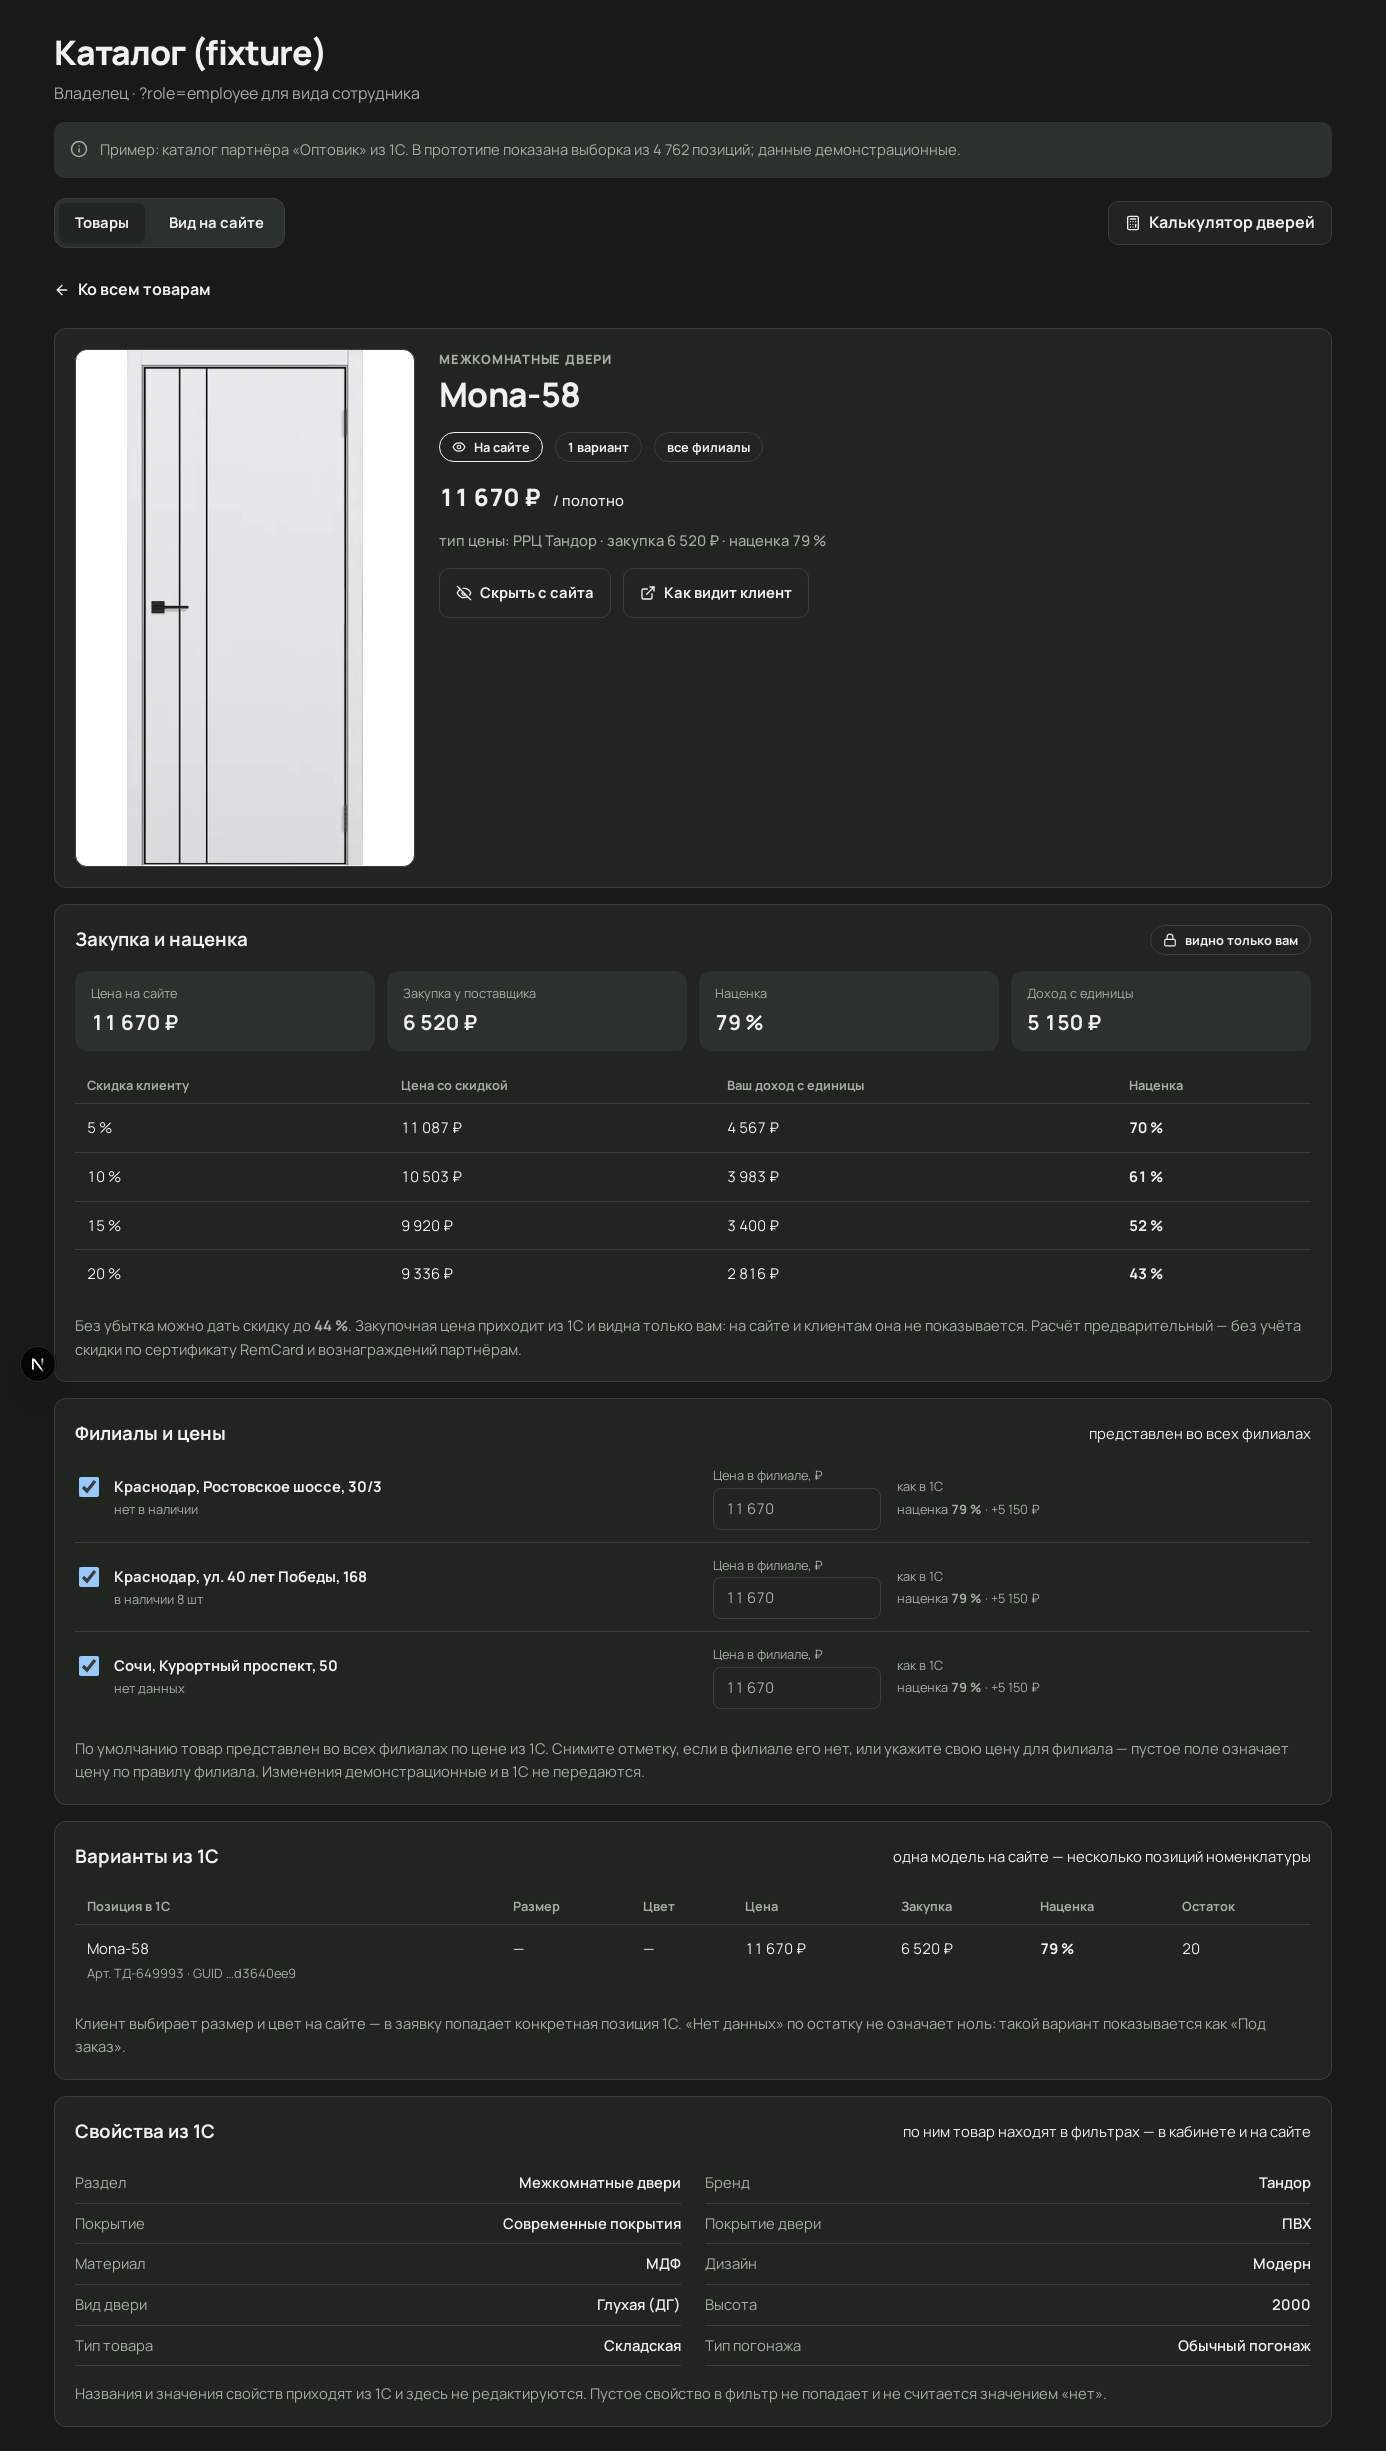 Каталог (fixture)
Владелец · ?role=employee для вида сотрудника
Пример: каталог партнёра «Оптовик» из 1С. В прототипе показана выборка из 4 762 позиций; данные демонстрационные.
Товары
Вид на сайте
Калькулятор дверей
Ко всем товарам
МЕЖКОМНАТНЫЕ ДВЕРИ
Mona-58
На сайте
1 вариант
все филиалы
11 670 ₽ / полотно
тип цены: РРЦ Тандор · закупка 6 520 ₽ · наценка 79 %
Скрыть с сайта
Как видит клиент
Закупка и наценка
видно только вам
Цена на сайте
11 670 ₽
Закупка у поставщика
6 520 ₽
Наценка
79 %
Доход с единицы
5 150 ₽
Скидка клиенту Цена со скидкой Ваш доход с единицы Наценка
5 % 11 087 ₽ 4 567 ₽ 70 %
10 % 10 503 ₽ 3 983 ₽ 61 %
15 % 9 920 ₽ 3 400 ₽ 52 %
20 % 9 336 ₽ 2 816 ₽ 43 %
Без убытка можно дать скидку до 44 %. Закупочная цена приходит из 1С и видна только вам: на сайте и клиентам она не показывается. Расчёт предварительный — без учёта
скидки по сертификату RemCard и вознаграждений партнёрам.
N
Филиалы и цены
представлен во всех филиалах
Краснодар, Ростовское шоссе, 30/3
нет в наличии
Цена в филиале, ₽
11 670
как в 1С
наценка 79 % · +5 150 ₽
Краснодар, ул. 40 лет Победы, 168
в наличии 8 шт
Цена в филиале, ₽
11 670
как в 1С
наценка 79 % · +5 150 ₽
Сочи, Курортный проспект, 50
нет данных
Цена в филиале, ₽
11 670
как в 1С
наценка 79 % · +5 150 ₽
По умолчанию товар представлен во всех филиалах по цене из 1С. Снимите отметку, если в филиале его нет, или укажите свою цену для филиала — пустое поле означает
цену по правилу филиала. Изменения демонстрационные и в 1С не передаются.
Варианты из 1С
одна модель на сайте — несколько позиций номенклатуры
Позиция в 1С Размер Цвет Цена Закупка Наценка Остаток
Mona-58 — — 11 670 ₽ 6 520 ₽ 79 % 20
Арт. ТД-649993 · GUID …d3640ee9
Клиент выбирает размер и цвет на сайте — в заявку попадает конкретная позиция 1С. «Нет данных» по остатку не означает ноль: такой вариант показывается как «Под
заказ».
Свойства из 1С
по ним товар находят в фильтрах — в кабинете и на сайте
Раздел Межкомнатные двери
Бренд Тандор
Покрытие Современные покрытия
Покрытие двери ПВХ
Материал МДФ
Дизайн Модерн
Вид двери Глухая (ДГ)
Высота 2000
Тип товара Складская
Тип погонажа Обычный погонаж
Названия и значения свойств приходят из 1С и здесь не редактируются. Пустое свойство в фильтр не попадает и не считается значением «нет».